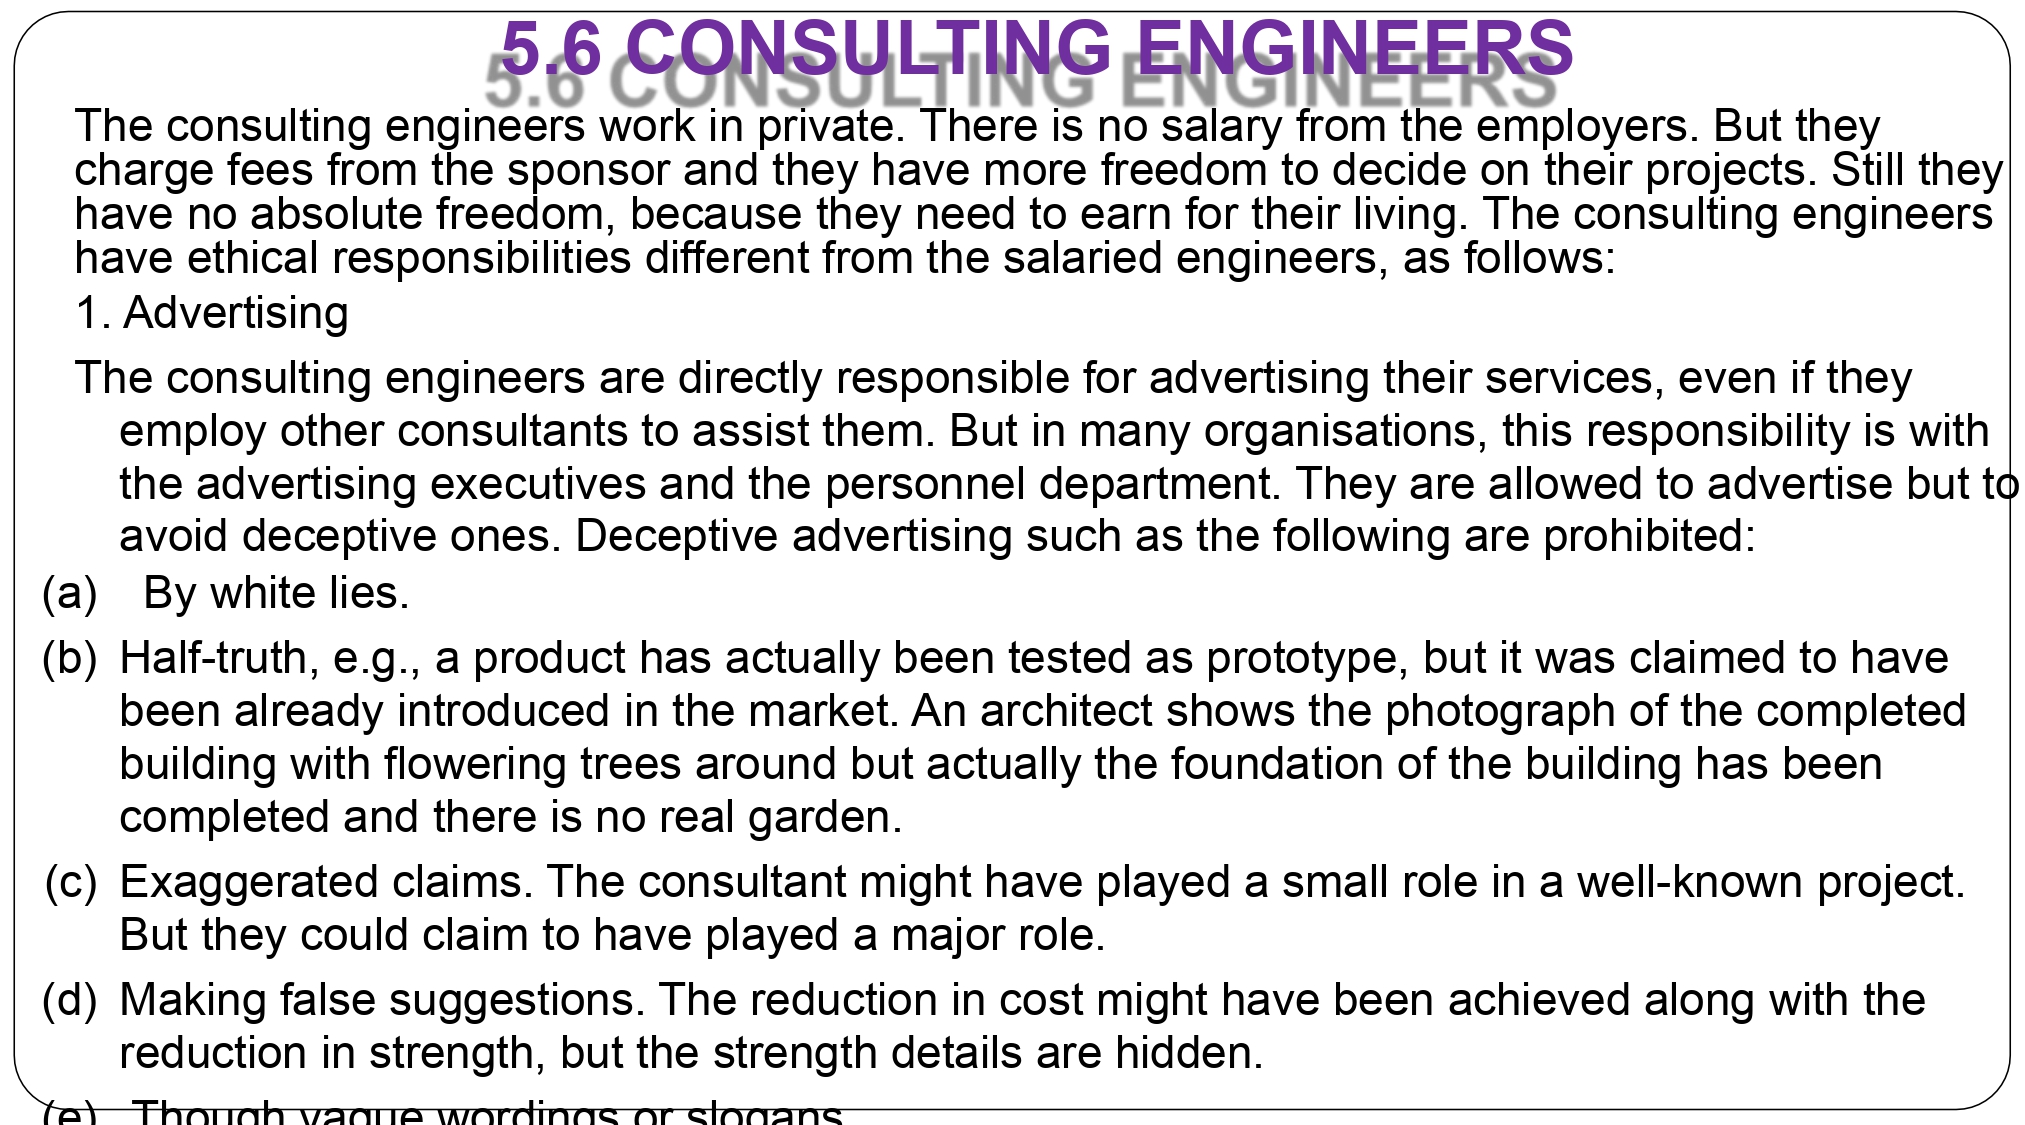 5.6 CONSULTING ENGINEERS
The consulting engineers work in private. There is no salary from the employers. But they
charge fees from the sponsor and they have more freedom to decide on their projects. Still they
have no absolute freedom, because they need to earn for their living. The consulting engineers
have ethical responsibilities different from the salaried engineers, as follows:
1. Advertising
The consulting engineers are directly responsible for advertising their services, even if they
employ other consultants to assist them. But in many organisations, this responsibility is with
the advertising executives and the personnel department. They are allowed to advertise but to
avoid deceptive ones. Deceptive advertising such as the following are prohibited:
(a) By white lies.
(b) Half-truth, e.g., a product has actually been tested as prototype, but it was claimed to have
been already introduced in the market. An architect shows the photograph of the completed
building with flowering trees around but actually the foundation of the building has been
completed and there is no real garden.
(c) Exaggerated claims. The consultant might have played a small role in a well-known project.
But they could claim to have played a major role.
(d) Making false suggestions. The reduction in cost might have been achieved along with the
reduction in strength, but the strength details are hidden.
(e) Though vague wordings or slogans